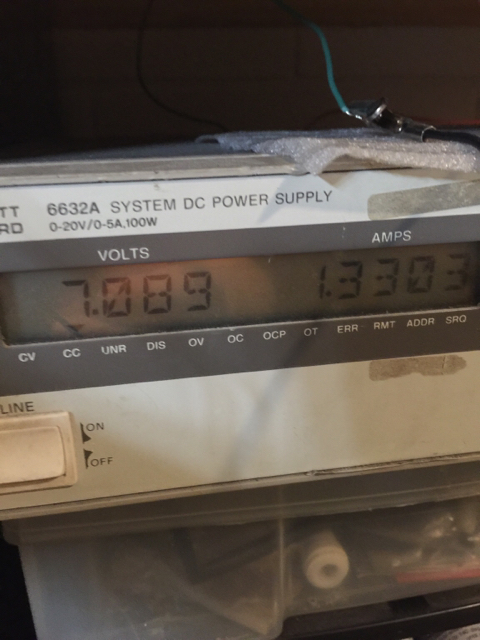 TT 6632A SYSTEM DC POWER SUPPLY
RD 0-20V/0-5A,100W
VOLTS AMPS
7.089 1.3303
CV CC UNR DIS OV OC OCP OT ERR RMT ADDR SRQ
LINE
ON
OFF